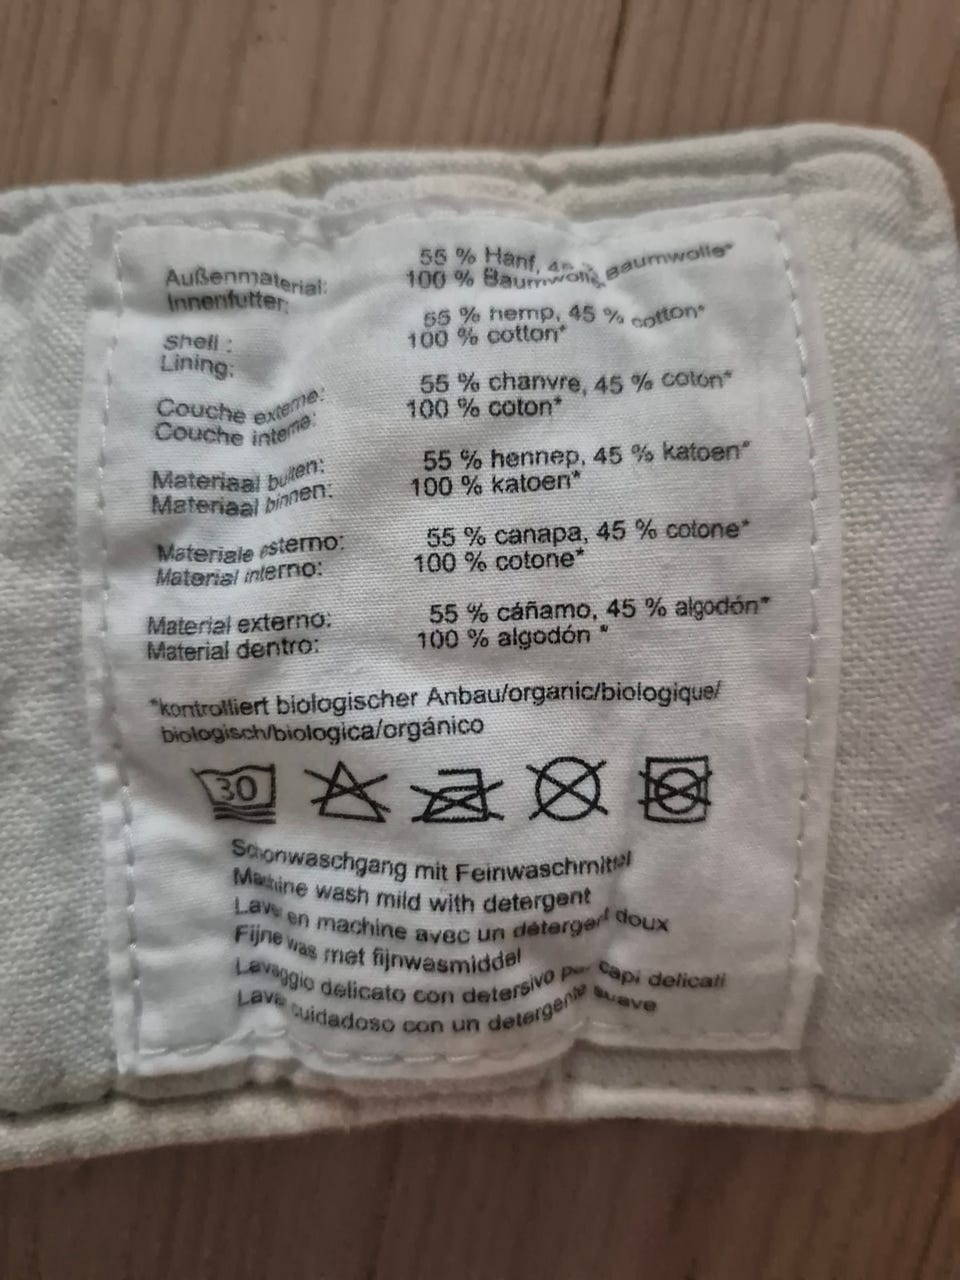 Außenmaterial: 55 % Hanf, 45 % Baumwolle*
Innenfutter: 100 % Baumwolle*
Shell : 55 % hemp, 45 % cotton*
Lining: 100 % cotton*
Couche externe: 55 % chanvre, 45 % coton*
Couche interne: 100 % coton*
Materiaal buiten: 55 % hennep, 45 % katoen*
Materiaal binnen: 100 % katoen*
Materiale esterno: 55 % canapa, 45 % cotone*
Material interno: 100 % cotone*
Material externo: 55 % cáñamo, 45 % algodón*
Material dentro: 100 % algodón *
*kontrolliert biologischer Anbau/organic/biologique/
biologisch/biologica/orgánico
30
Schonwaschgang mit Feinwaschmittel
Machine wash mild with detergent
Lave en machine avec un détergent doux
Fijne was met fijnwasmiddel
Lavaggio delicato con detersivo per capi delicati
Lave cuidadoso con un detergente suave